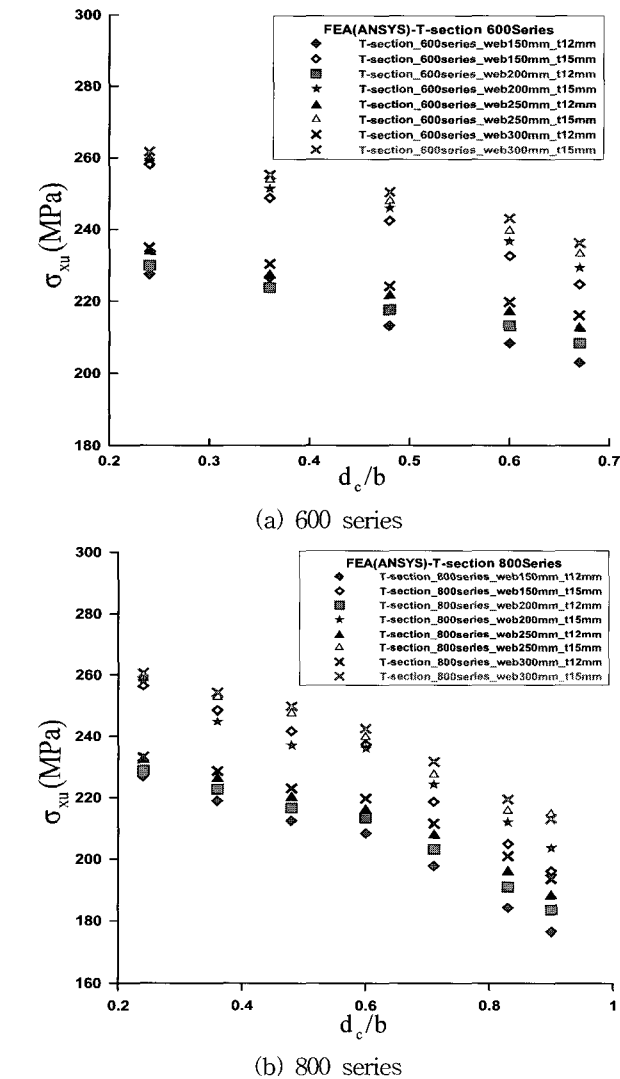 300
280
260
240
220
200
180
σxu(MPa)
FEA(ANSYS)-T-section 600Series
T-section_600series_web150mm_t12mm
T-section_600series_web150mm_t15mm
T-section_600series_web200mm_t12mm
T-section_600series_web200mm_t15mm
T-section_600series_web250mm_t12mm
T-section_600series_web250mm_t15mm
T-section_600series_web300mm_t12mm
T-section_600series_web300mm_t15mm
0.2 0.3 0.4 0.5 0.6 0.7
dc/b
(a) 600 series
300
280
260
240
220
200
180
160
σxu(MPa)
FEA(ANSYS)-T-section 800Series
T-section_800series_web150mm_t12mm
T-section_800series_web150mm_t15mm
T-section_800series_web200mm_t12mm
T-section_800series_web200mm_t15mm
T-section_800series_web250mm_t12mm
T-section_800series_web250mm_t15mm
T-section_800series_web300mm_t12mm
T-section_800series_web300mm_t15mm
0.2 0.4 0.6 0.8 1
dc/b
(b) 800 series